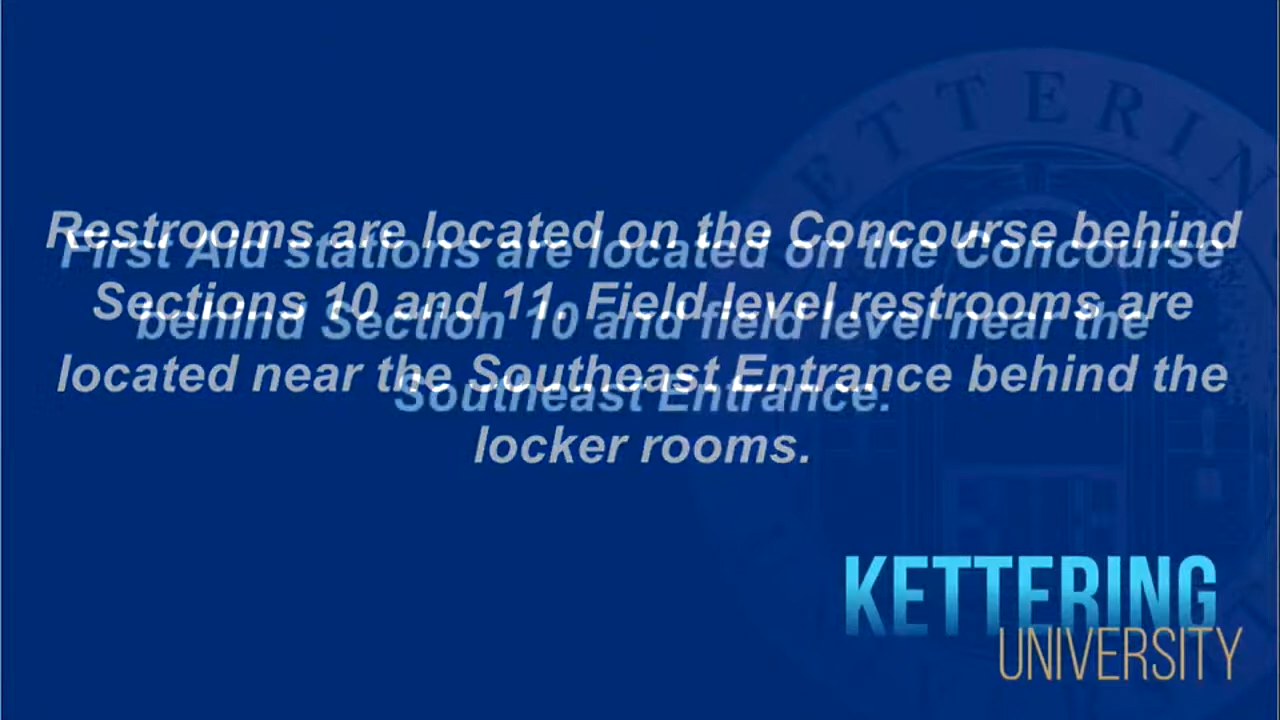 Restrooms are located on the Concourse behind
Sections 10 and 11. Field level restrooms are
located near the Southeast Entrance behind the
locker rooms.
First Aid stations are located on the Concourse
behind Section 10 and field level near the
Southeast Entrance.
ETTERIN
KETTERING
UNIVERSITY